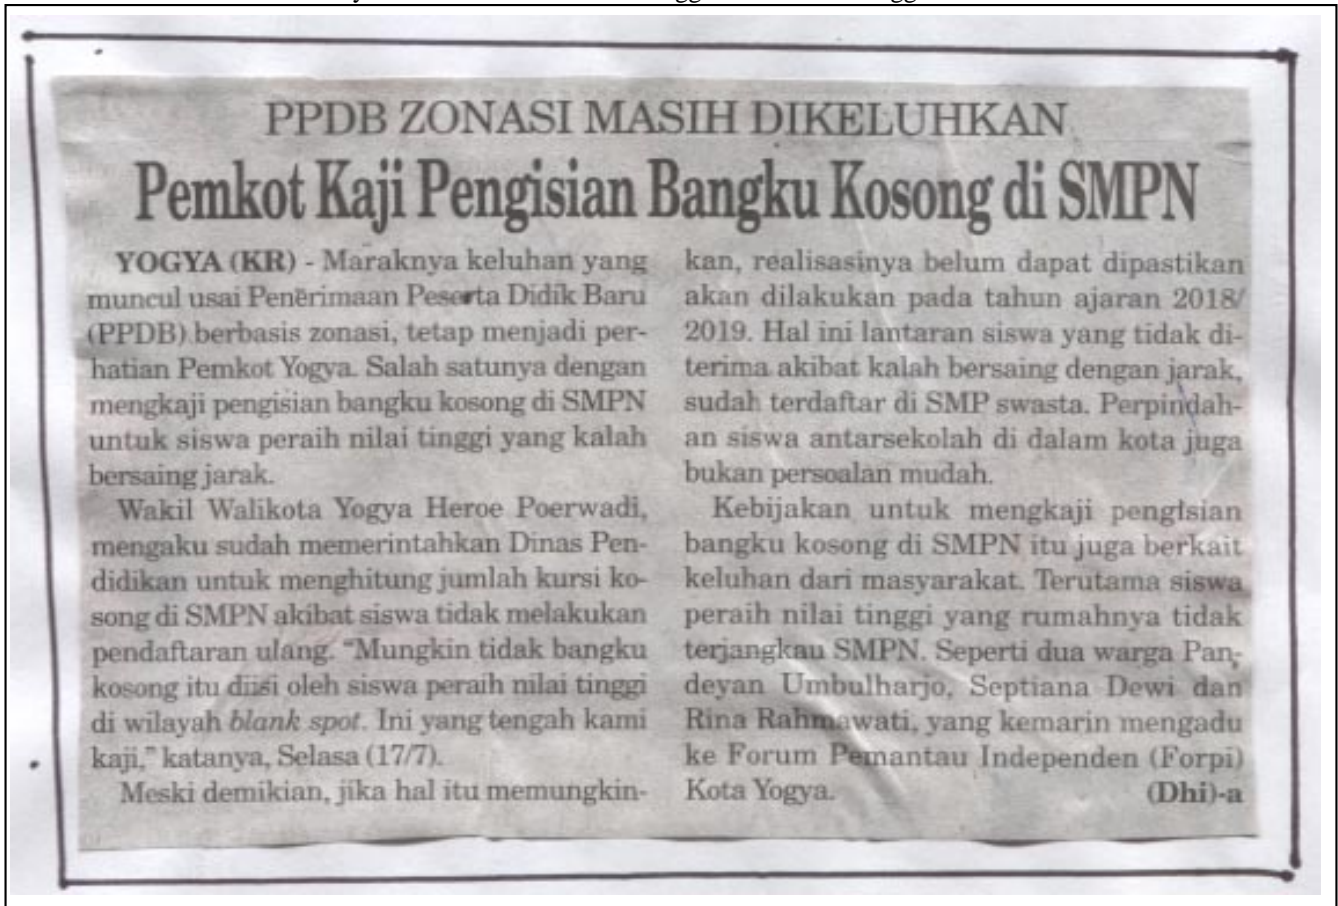 PPDB ZONASI MASIH DIKELUHKAN
Pemkot Kaji Pengisian Bangku Kosong di SMPN
YOGYA (KR) - Maraknya keluhan yang
muncul usai Penerimaan Peserta Didik Baru
(PPDB) berbasis zonasi, tetap menjadi per-
hatian Pemkot Yogya. Salah satunya dengan
mengkaji pengisian bangku kosong di SMPN
untuk siswa peraih nilai tinggi yang kalah
bersaing jarak.
Wakil Walikota Yogya Heroe Poerwadi,
mengaku sudah memerintahkan Dinas Pen-
didikan untuk menghitung jumlah kursi ko-
song di SMPN akibat siswa tidak melakukan
pendaftaran ulang. "Mungkin tidak bangku
kosong itu diisi oleh siswa peraih nilai tinggi
di wilayah blank spot. Ini yang tengah kami
kaji," katanya, Selasa (17/7).
Meski demikian, jika hal itu memungkin-
kan, realisasinya belum dapat dipastikan
akan dilakukan pada tahun ajaran 2018/
2019. Hal ini lantaran siswa yang tidak di-
terima akibat kalah bersaing dengan jarak,
sudah terdaftar di SMP swasta. Perpindah-
an siswa antarsekolah di dalam kota juga
bukan persoalan mudah.
Kebijakan untuk mengkaji pengisian
bangku kosong di SMPN itu juga berkait
keluhan dari masyarakat. Terutama siswa
peraih nilai tinggi yang rumahnya tidak
terjangkau SMPN. Seperti dua warga Pan-
deyan Umbulharjo, Septiana Dewi dan
Rina Rahmawati, yang kemarin mengadu
ke Forum Pemantau Independen (Forpi)
Kota Yogya. (Dhi)-a